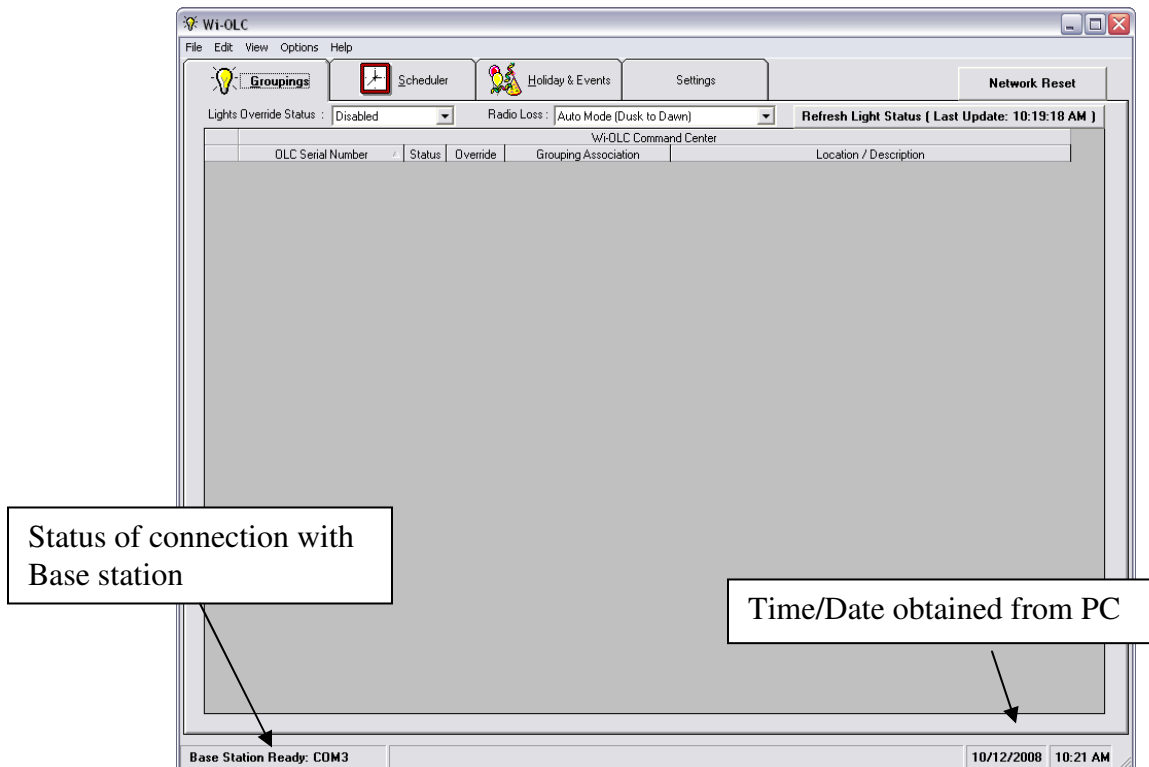 Wi-OLC
File Edit View Options Help
Groupings Scheduler Holiday & Events Settings Network Reset
Lights Override Status : Disabled Radio Loss : Auto Mode (Dusk to Dawn) Refresh Light Status ( Last Update: 10:19:18 AM )
Wi-OLC Command Center
OLC Serial Number Status Override Grouping Association Location / Description
Status of connection with
Base station
Time/Date obtained from PC
Base Station Ready: COM3 10/12/2008 10:21 AM